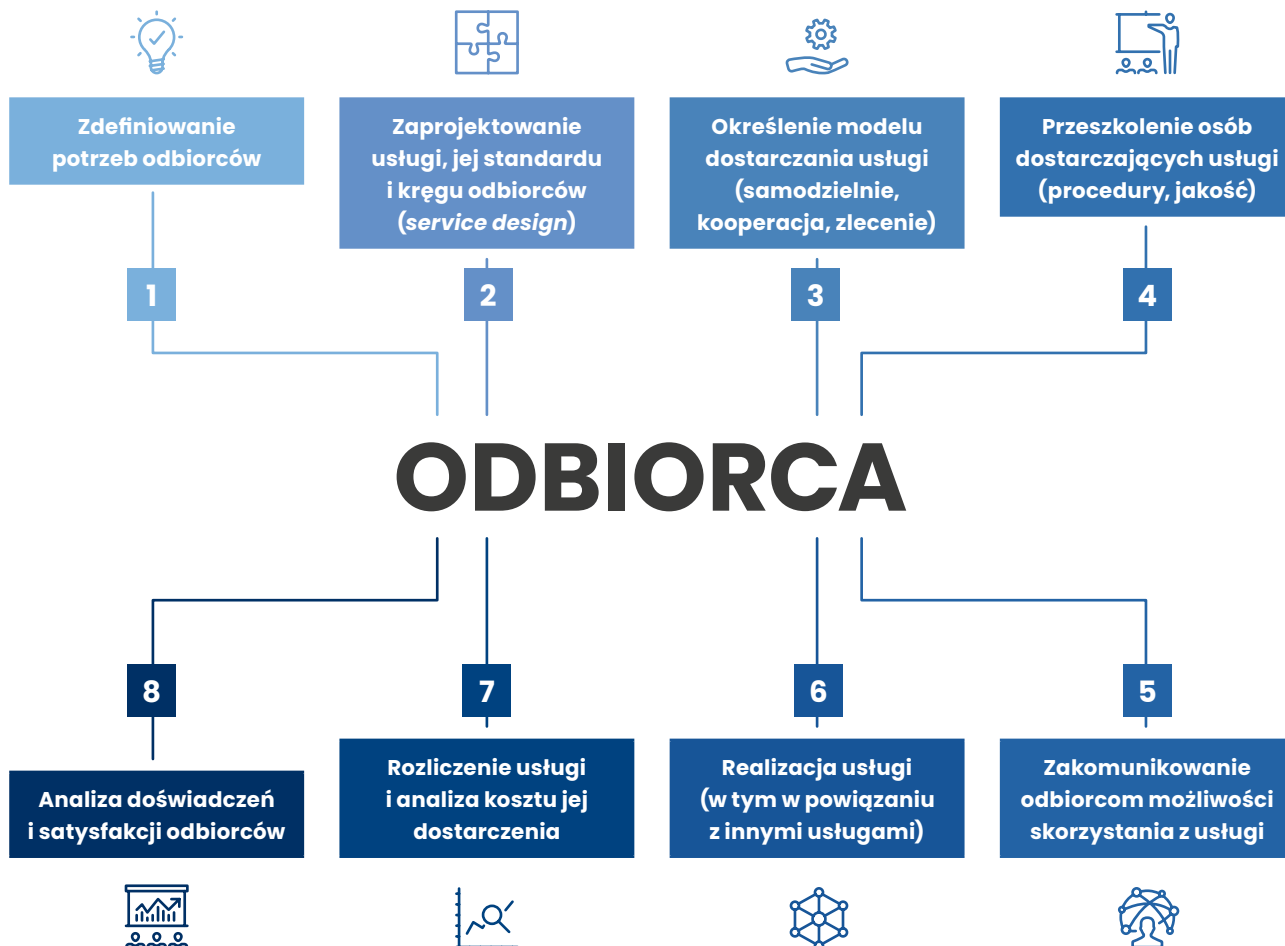 Zdefiniowanie
potrzeb odbiorców
Zaprojektowanie
usługi, jej standardu
i kręgu odbiorców
(service design)
Określenie modelu
dostarczania usługi
(samodzielnie,
kooperacja, zlecenie)
Przeszkolenie osób
dostarczających usługi
(procedury, jakość)
1
2
3
4
ODBIORCA
8
7
6
5
Analiza doświadczeń
i satysfakcji odbiorców
Rozliczenie usługi
i analiza kosztu jej
dostarczenia
Realizacja usługi
(w tym w powiązaniu
z innymi usługami)
Zakomunikowanie
odbiorcom możliwości
skorzystania z usługi